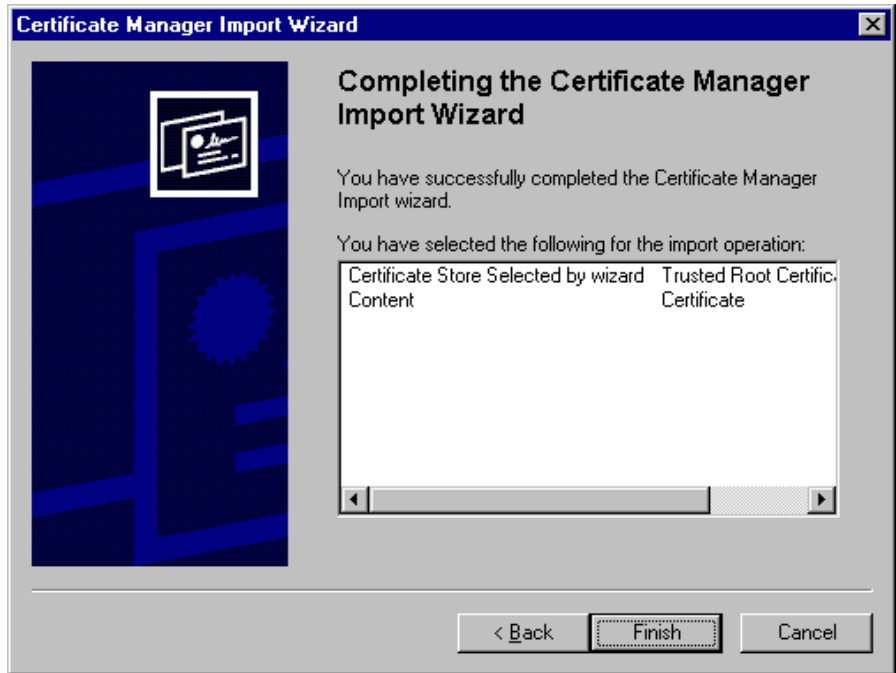 Certificate Manager Import Wizard
Completing the Certificate Manager
Import Wizard
You have successfully completed the Certificate Manager
Import wizard.
You have selected the following for the import operation:
Certificate Store Selected by wizard Trusted Root Certific
Content Certificate
< Back Finish Cancel